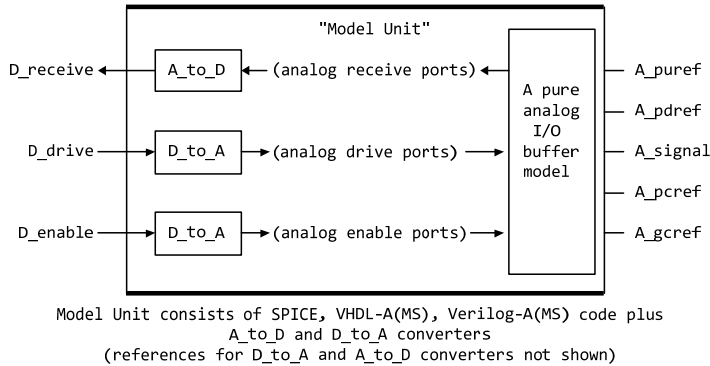 "Model Unit"
D_receive A_to_D (analog receive ports) A_puref
A pure
analog
I/O
buffer
model
A_pdref
D_drive D_to_A (analog drive ports) A_signal
A_pcref
D_enable D_to_A (analog enable ports) A_gcref
Model Unit consists of SPICE, VHDL-A(MS), Verilog-A(MS) code plus
A_to_D and D_to_A converters
(references for D_to_A and A_to_D converters not shown)